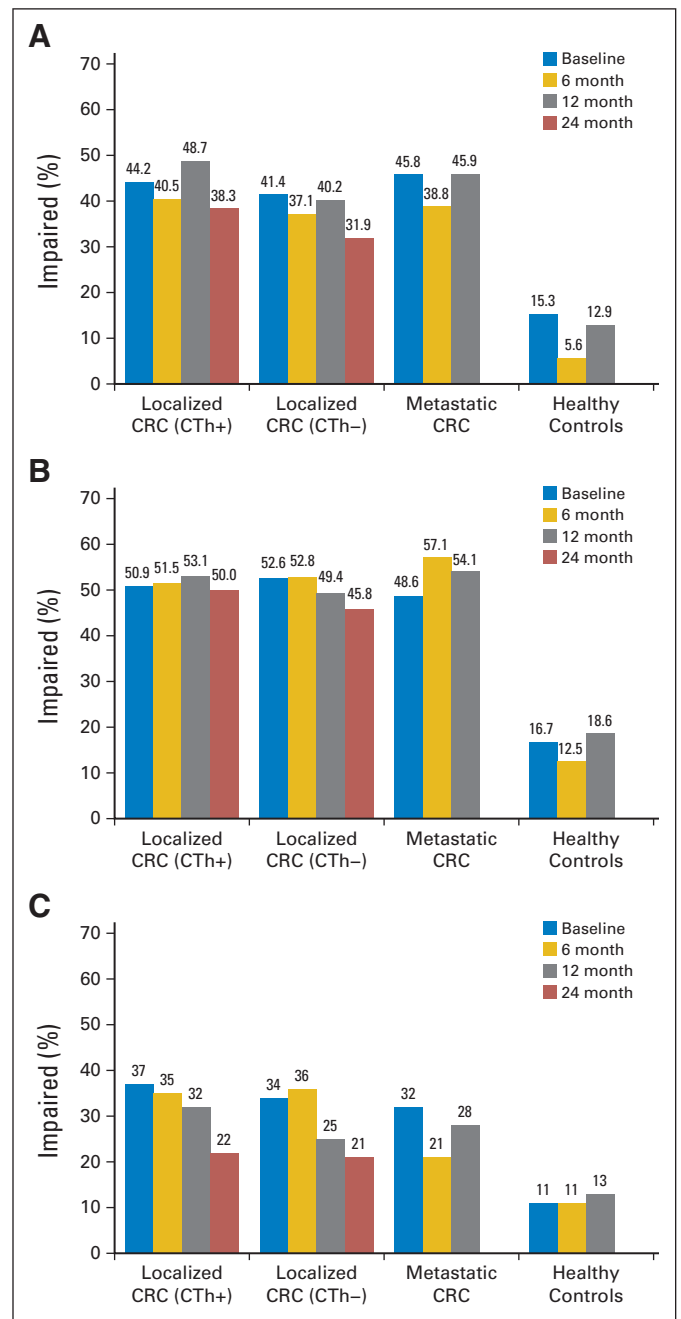 A
Impaired (%)
70
60
50
40
30
20
10
0
Baseline
6 month
12 month
24 month
44.2
40.5
48.7
38.3
41.4
37.1
40.2
31.9
45.8
38.8
45.9
15.3
5.6
12.9
Localized
CRC (CTh+)
Localized
CRC (CTh−)
Metastatic
CRC
Healthy
Controls
B
Impaired (%)
70
60
50
40
30
20
10
0
Baseline
6 month
12 month
24 month
50.9
51.5
53.1
50.0
52.6
52.8
49.4
45.8
48.6
57.1
54.1
16.7
12.5
18.6
Localized
CRC (CTh+)
Localized
CRC (CTh−)
Metastatic
CRC
Healthy
Controls
C
Impaired (%)
70
60
50
40
30
20
10
0
Baseline
6 month
12 month
24 month
37
35
32
22
34
36
25
21
32
21
28
11
11
13
Localized
CRC (CTh+)
Localized
CRC (CTh−)
Metastatic
CRC
Healthy
Controls